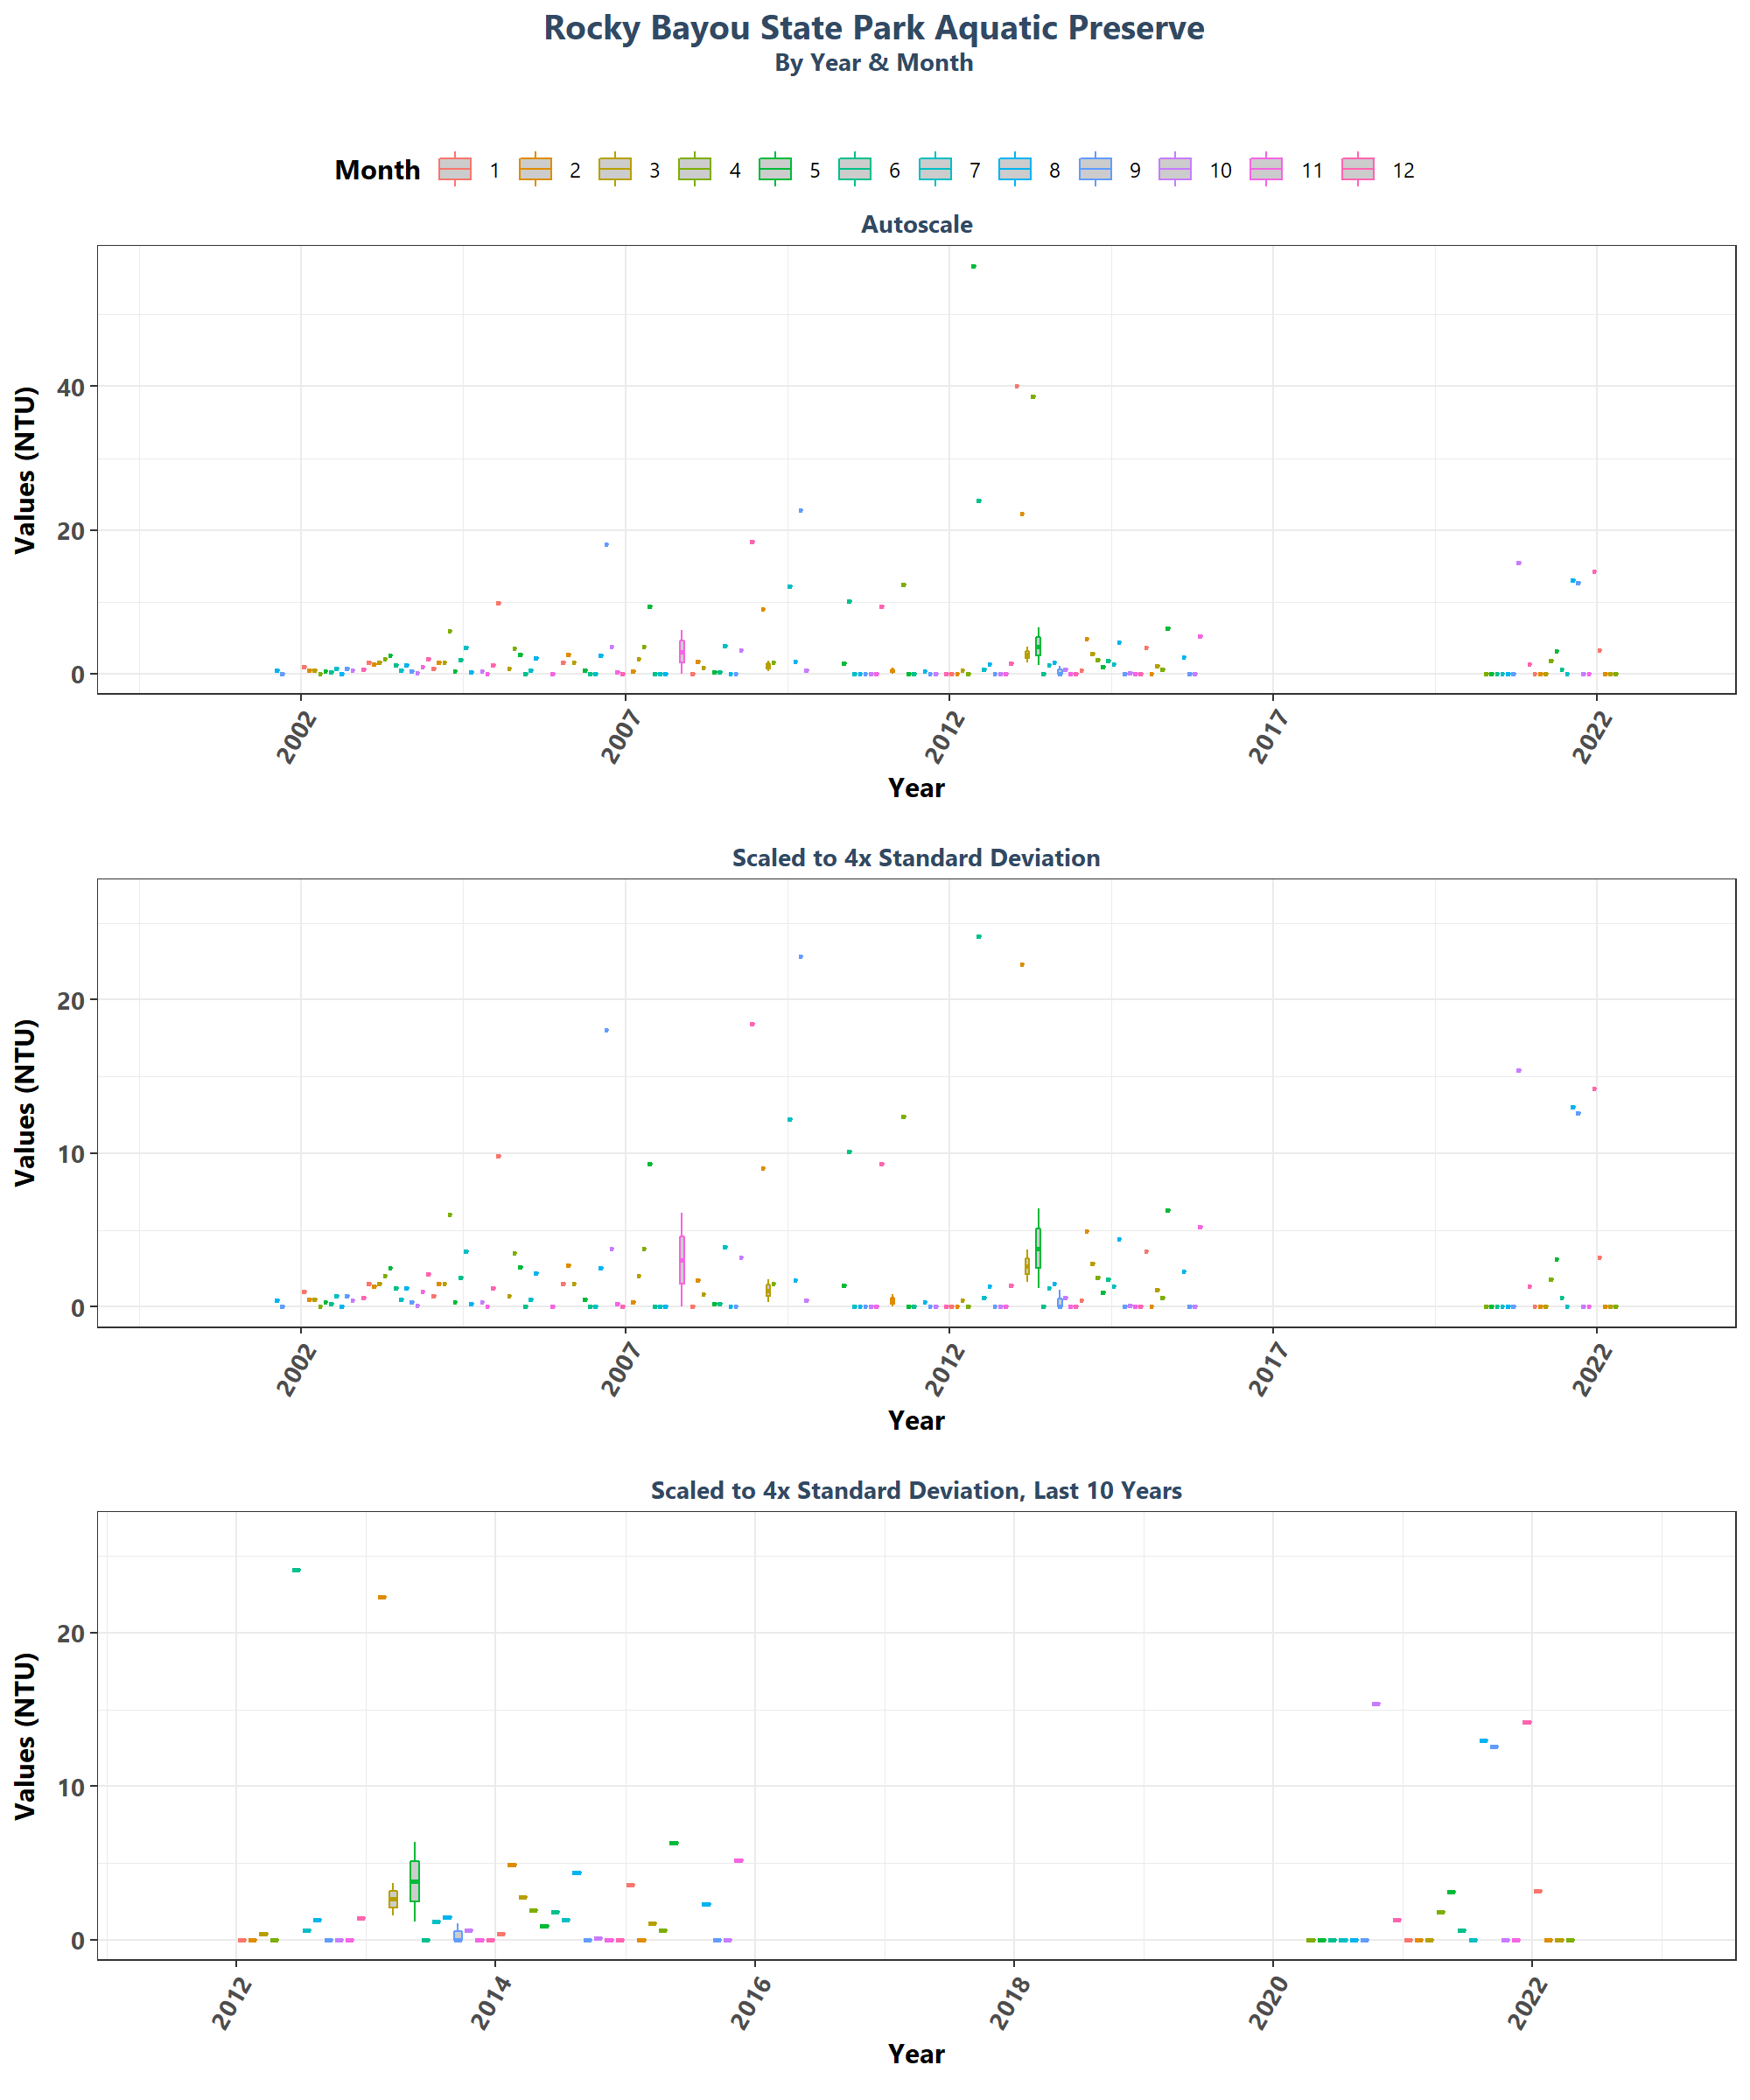 Rocky Bayou State Park Aquatic Preserve
By Year & Month
Month 1 2 3 4 5 6 7 8 9 10 11 12
Autoscale
Values (NTU)
40
20
0
2002 2007 2012 2017 2022
Year
Scaled to 4x Standard Deviation
Values (NTU)
20
10
0
2002 2007 2012 2017 2022
Year
Scaled to 4x Standard Deviation, Last 10 Years
Values (NTU)
20
10
0
2012 2014 2016 2018 2020 2022
Year